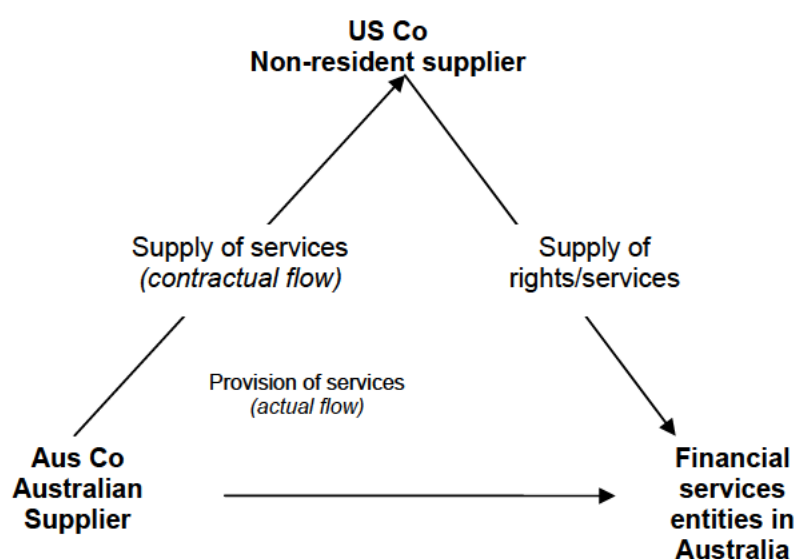 US Co
Non-resident supplier
Supply of services
(contractual flow)
Supply of
rights/services
Provision of services
(actual flow)
Aus Co
Australian
Supplier
Financial
services
entities in
Australia